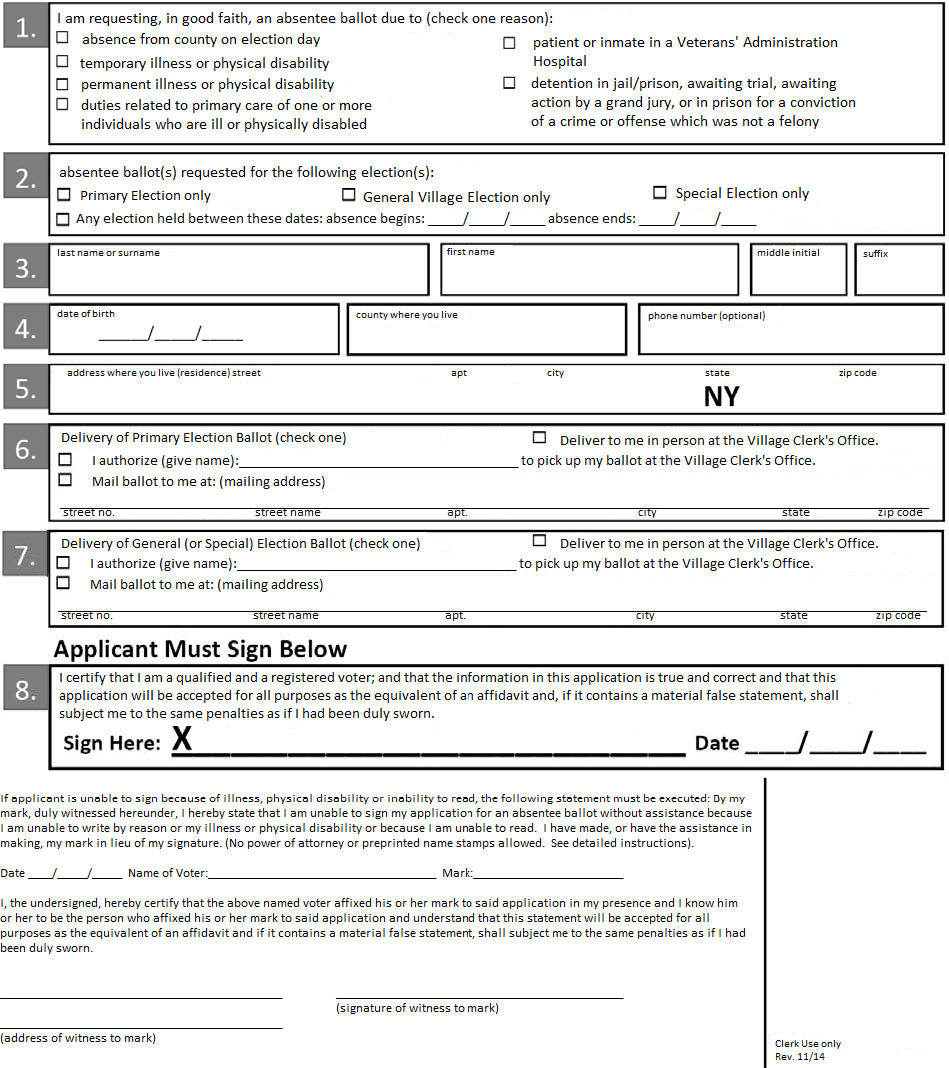 1.
I am requesting, in good faith, an absentee ballot due to (check one reason):
absence from county on election day
temporary illness or physical disability
permanent illness or physical disability
duties related to primary care of one or more
individuals who are ill or physically disabled
patient or inmate in a Veterans' Administration
Hospital
detention in jail/prison, awaiting trial, awaiting
action by a grand jury, or in prison for a conviction
of a crime or offense which was not a felony
2.
absentee ballot(s) requested for the following election(s):
Primary Election only General Village Election only Special Election only
Any election held between these dates: absence begins: ____/____/____ absence ends: ____/____/____
3.
last name or surname first name middle initial suffix
4.
date of birth county where you live phone number (optional)
____/____/____
5.
address where you live (residence) street apt city state zip code
NY
6.
Delivery of Primary Election Ballot (check one) Deliver to me in person at the Village Clerk's Office.
I authorize (give name):____________________ to pick up my ballot at the Village Clerk's Office.
Mail ballot to me at: (mailing address)
street no. street name apt. city state zip code
7.
Delivery of General (or Special) Election Ballot (check one) Deliver to me in person at the Village Clerk's Office.
I authorize (give name):____________________ to pick up my ballot at the Village Clerk's Office.
Mail ballot to me at: (mailing address)
street no. street name apt. city state zip code
Applicant Must Sign Below
8.
I certify that I am a qualified and a registered voter; and that the information in this application is true and correct and that this
application will be accepted for all purposes as the equivalent of an affidavit and, if it contains a material false statement, shall
subject me to the same penalties as if I had been duly sworn.
Sign Here: X____________________ Date ____/____/____
If applicant is unable to sign because of illness, physical disability or inability to read, the following statement must be executed: By my
mark, duly witnessed hereunder, I hereby state that I am unable to sign my application for an absentee ballot without assistance because
I am unable to write by reason or my illness or physical disability or because I am unable to read. I have made, or have the assistance in
making, my mark in lieu of my signature. (No power of attorney or preprinted name stamps allowed. See detailed instructions).
Date ____/____/____ Name of Voter:____________________ Mark:____________________
I, the undersigned, hereby certify that the above named voter affixed his or her mark to said application in my presence and I know him
or her to be the person who affixed his or her mark to said application and understand that this statement will be accepted for all
purposes as the equivalent of an affidavit and if it contains a material false statement, shall subject me to the same penalties as if I had
been duly sworn.
(signature of witness to mark)
(address of witness to mark)
Clerk Use only
Rev. 11/14